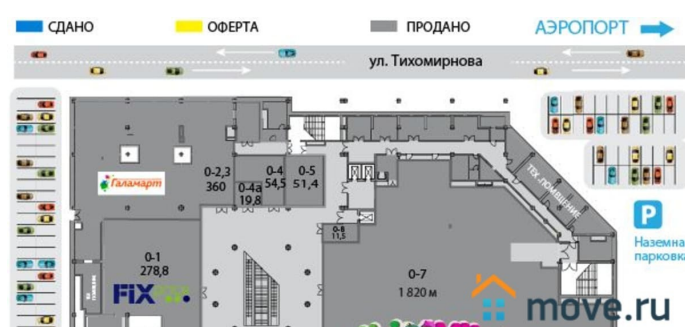 СДАНО
ОФЕРТА
ПРОДАНО
АЭРОПОРТ
ул. Тихомирнова
Галамарт
0-2,3
360
0-4а
19,8
0-4
54,5
0-5
51,4
ТЕХ .ПОМЕЩЕНИЕ
P
Наземна
парковка
0-1
278,8
FiX
11,5
0-7
1 820 м
move.ru